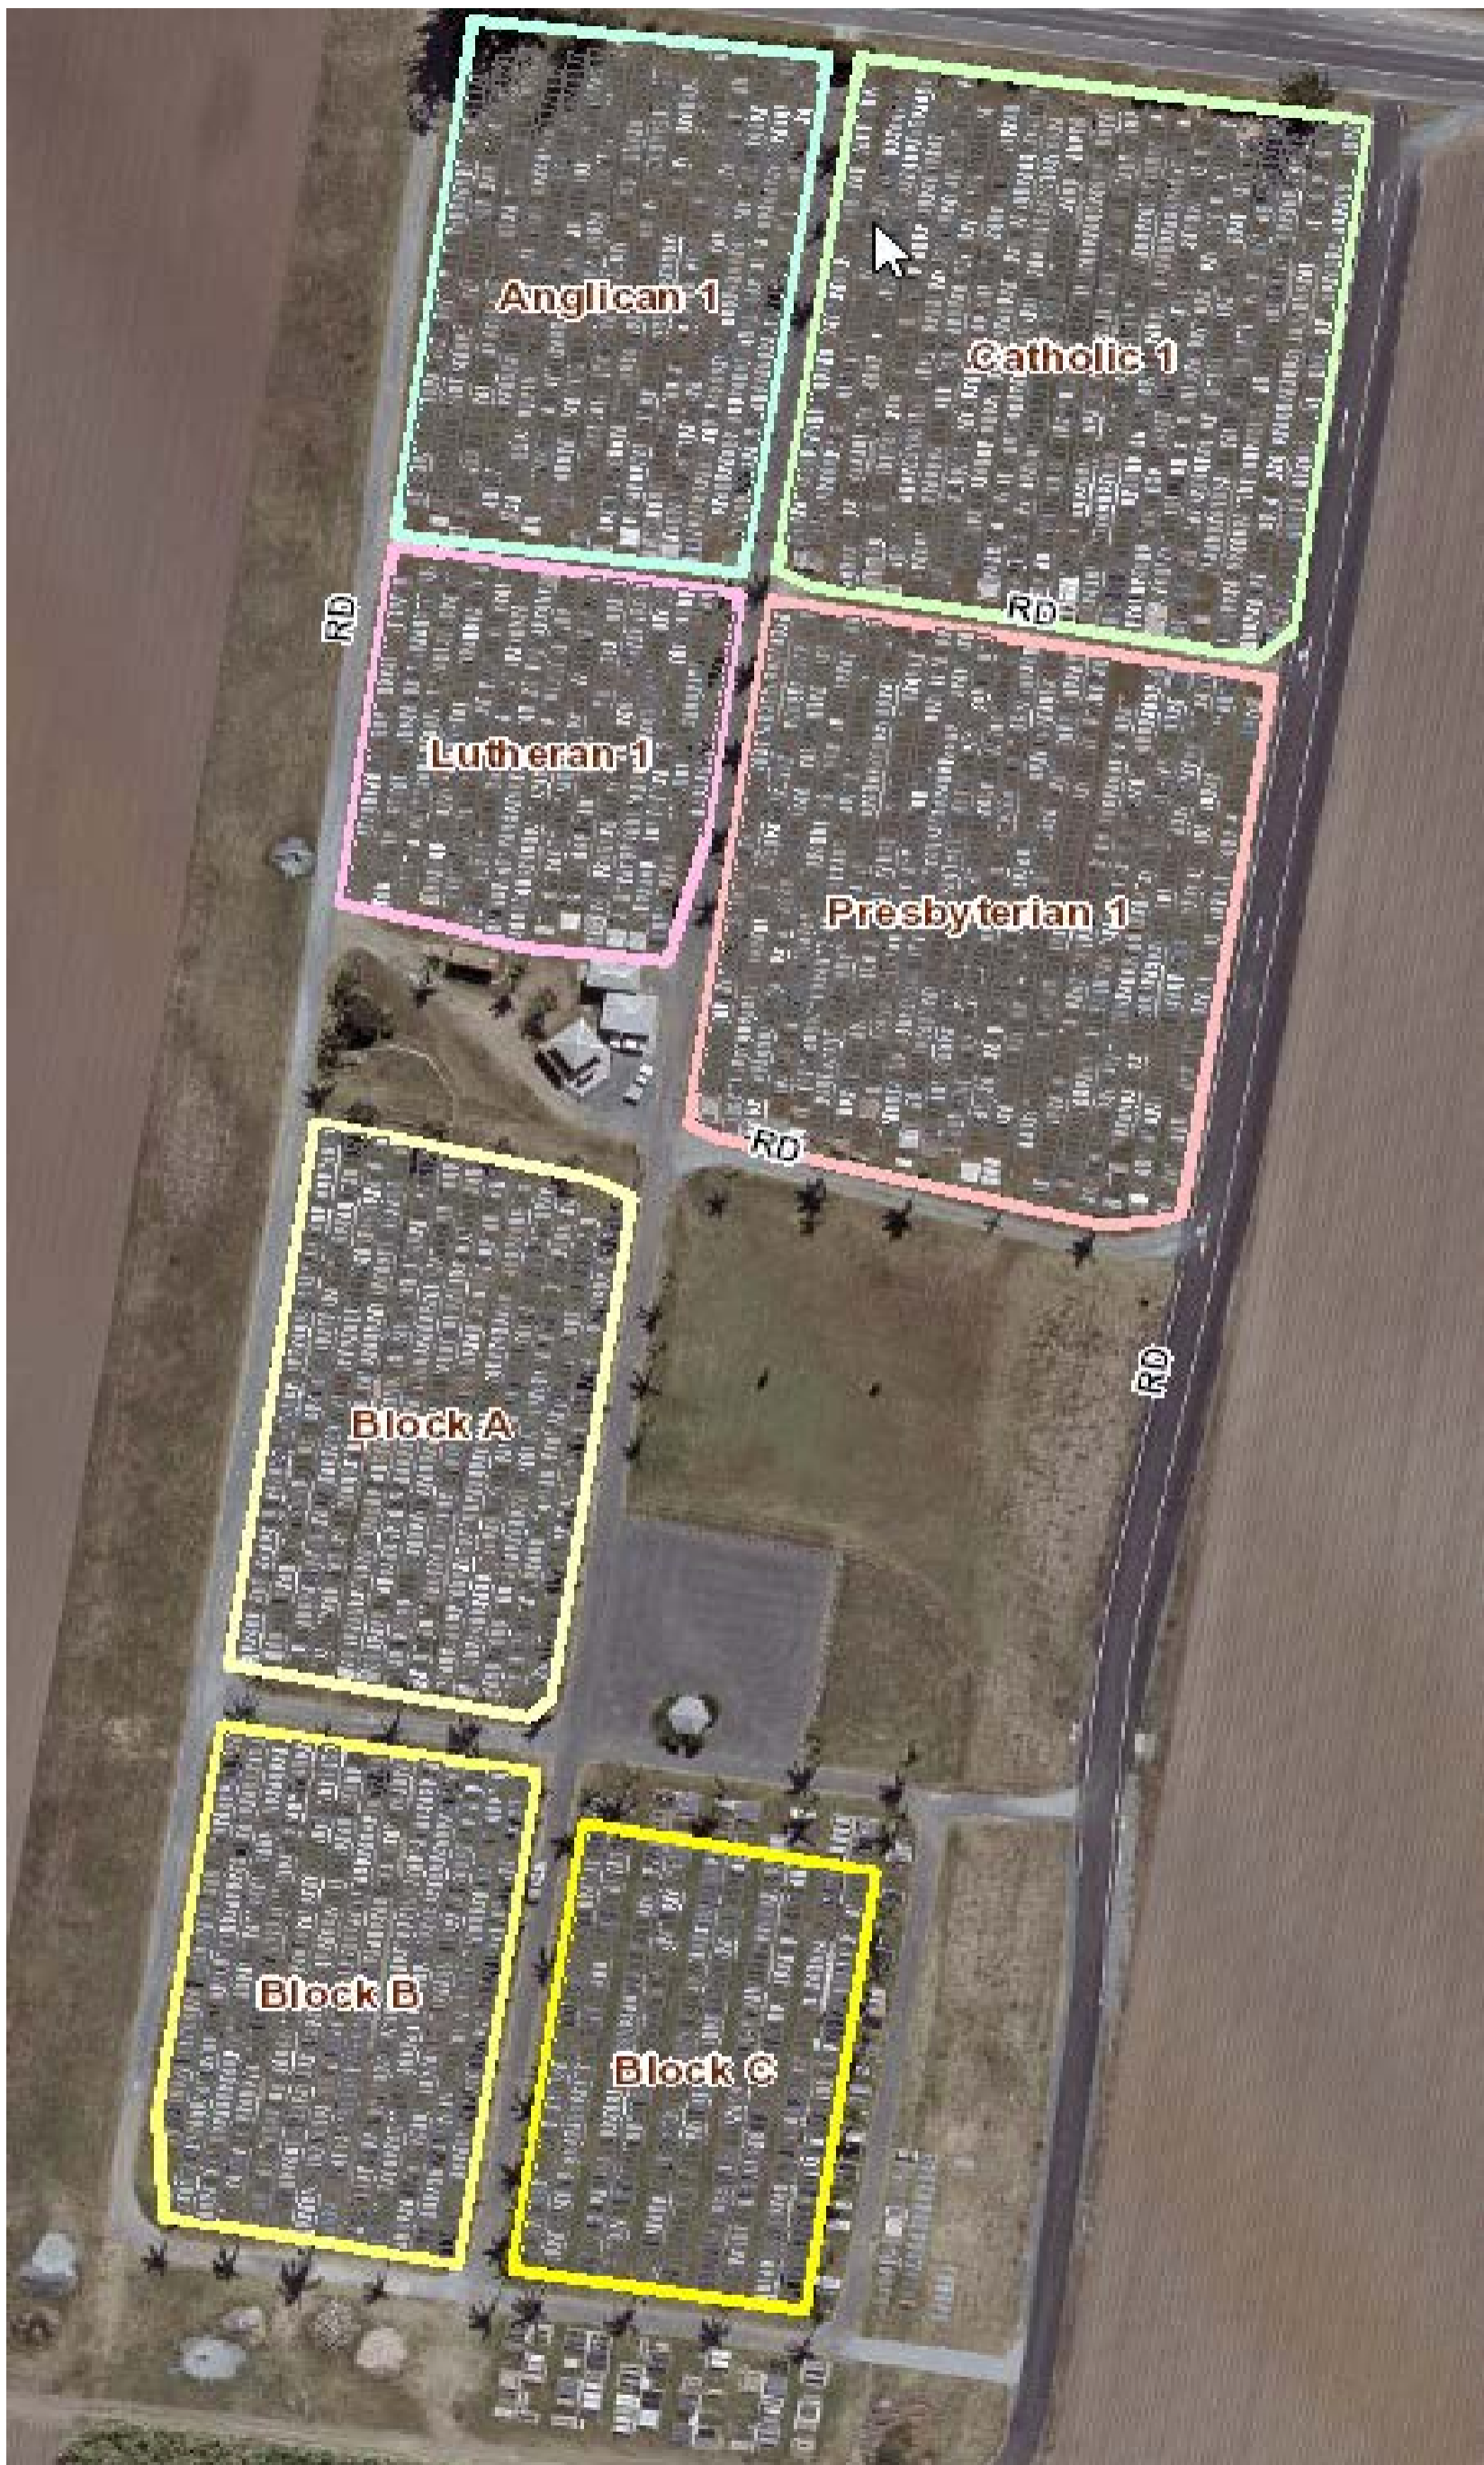 Anglican 1
Catholic 1
RD
RD
Lutheran 1
Presbyterian 1
RD
RD
Block A
Block B
Block C